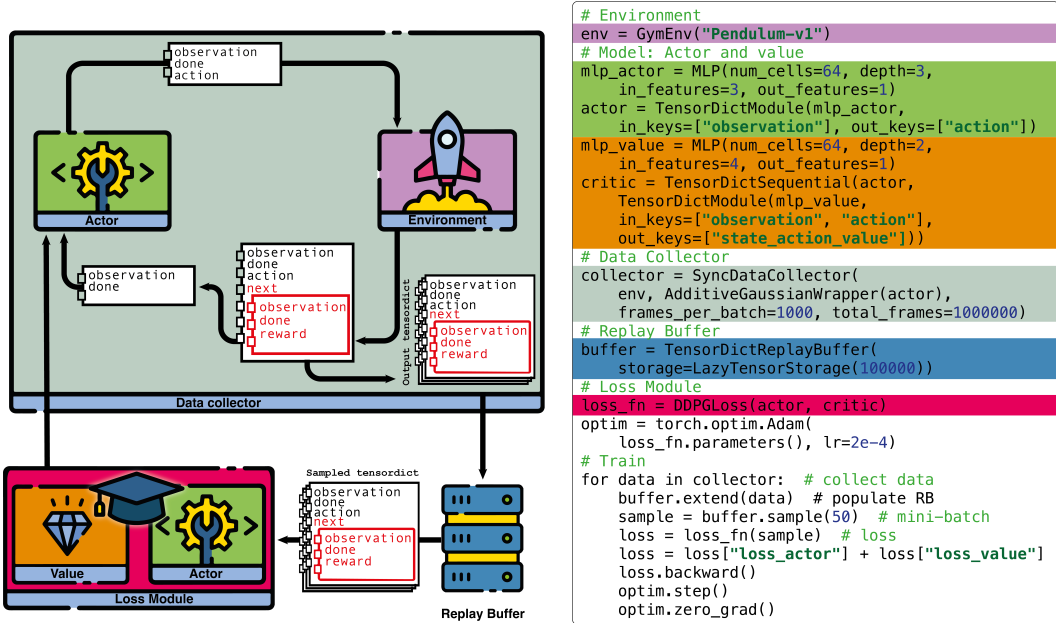 observation
done
action
Actor
Environment
observation
done
observation
done
action
next
observation
done
reward
Output tensordict
observation
done
action
next
observation
done
reward
Data collector
Sampled tensordict
observation
done
action
next
observation
done
reward
Value
Actor
Loss Module
Replay Buffer
# Environment
env = GymEnv("Pendulum-v1")
# Model: Actor and value
mlp_actor = MLP(num_cells=64, depth=3,
in_features=3, out_features=1)
actor = TensorDictModule(mlp_actor,
in_keys=["observation"], out_keys=["action"])
mlp_value = MLP(num_cells=64, depth=2,
in_features=4, out_features=1)
critic = TensorDictSequential(actor,
TensorDictModule(mlp_value,
in_keys=["observation", "action"],
out_keys=["state_action_value"]))
# Data Collector
collector = SyncDataCollector(
env, AdditiveGaussianWrapper(actor),
frames_per_batch=1000, total_frames=1000000)
# Replay Buffer
buffer = TensorDictReplayBuffer(
storage=LazyTensorStorage(100000))
# Loss Module
loss_fn = DDPGLoss(actor, critic)
optim = torch.optim.Adam(
loss_fn.parameters(), lr=2e-4)
# Train
for data in collector:  # collect data
buffer.extend(data)  # populate RB
sample = buffer.sample(50)  # mini-batch
loss = loss_fn(sample)  # loss
loss = loss["loss_actor"] + loss["loss_value"]
loss.backward()
optim.step()
optim.zero_grad()